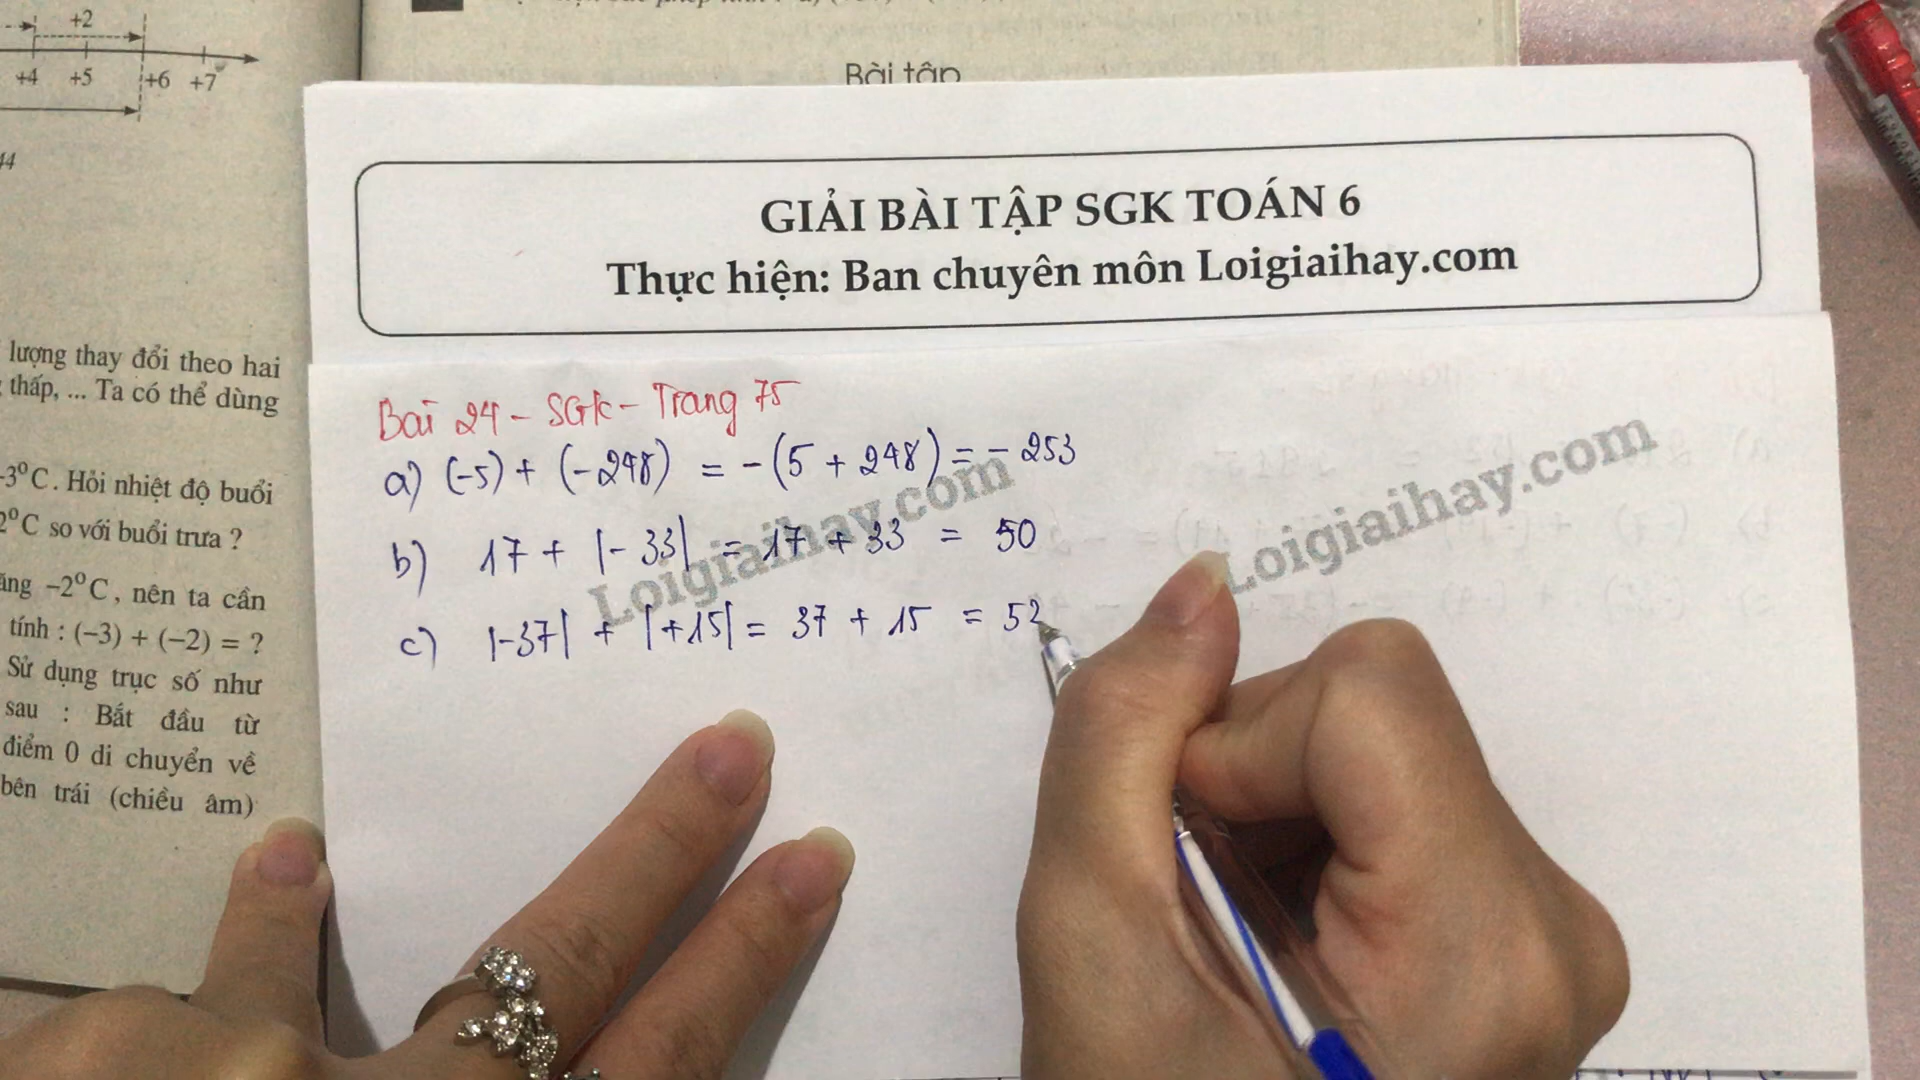 +2
+4 +5 +6 +7
44
lượng thay đổi theo hai
thấp, ... Ta có thể dùng
-3⁰C. Hỏi nhiệt độ buổi
2⁰C so với buổi trưa ?
-2⁰C, nên ta cần
tính : (-3) + (-2) = ?
Sử dụng trục số như
sau : Bắt đầu từ
điểm 0 di chuyển về
bên trái (chiều âm)
Bài tập
GIẢI BÀI TẬP SGK TOÁN 6
Thực hiện: Ban chuyên môn Loigiaihay.com
Bài 24 - SGK - Trang 75
a) (-5) + (-248) = -(5 + 248) = - 253
b) 17 + |-33| = 17 + 33 = 50
c) |-37| + |+15| = 37 + 15 = 52
Loigiaihay.com
Loigiaihay.com